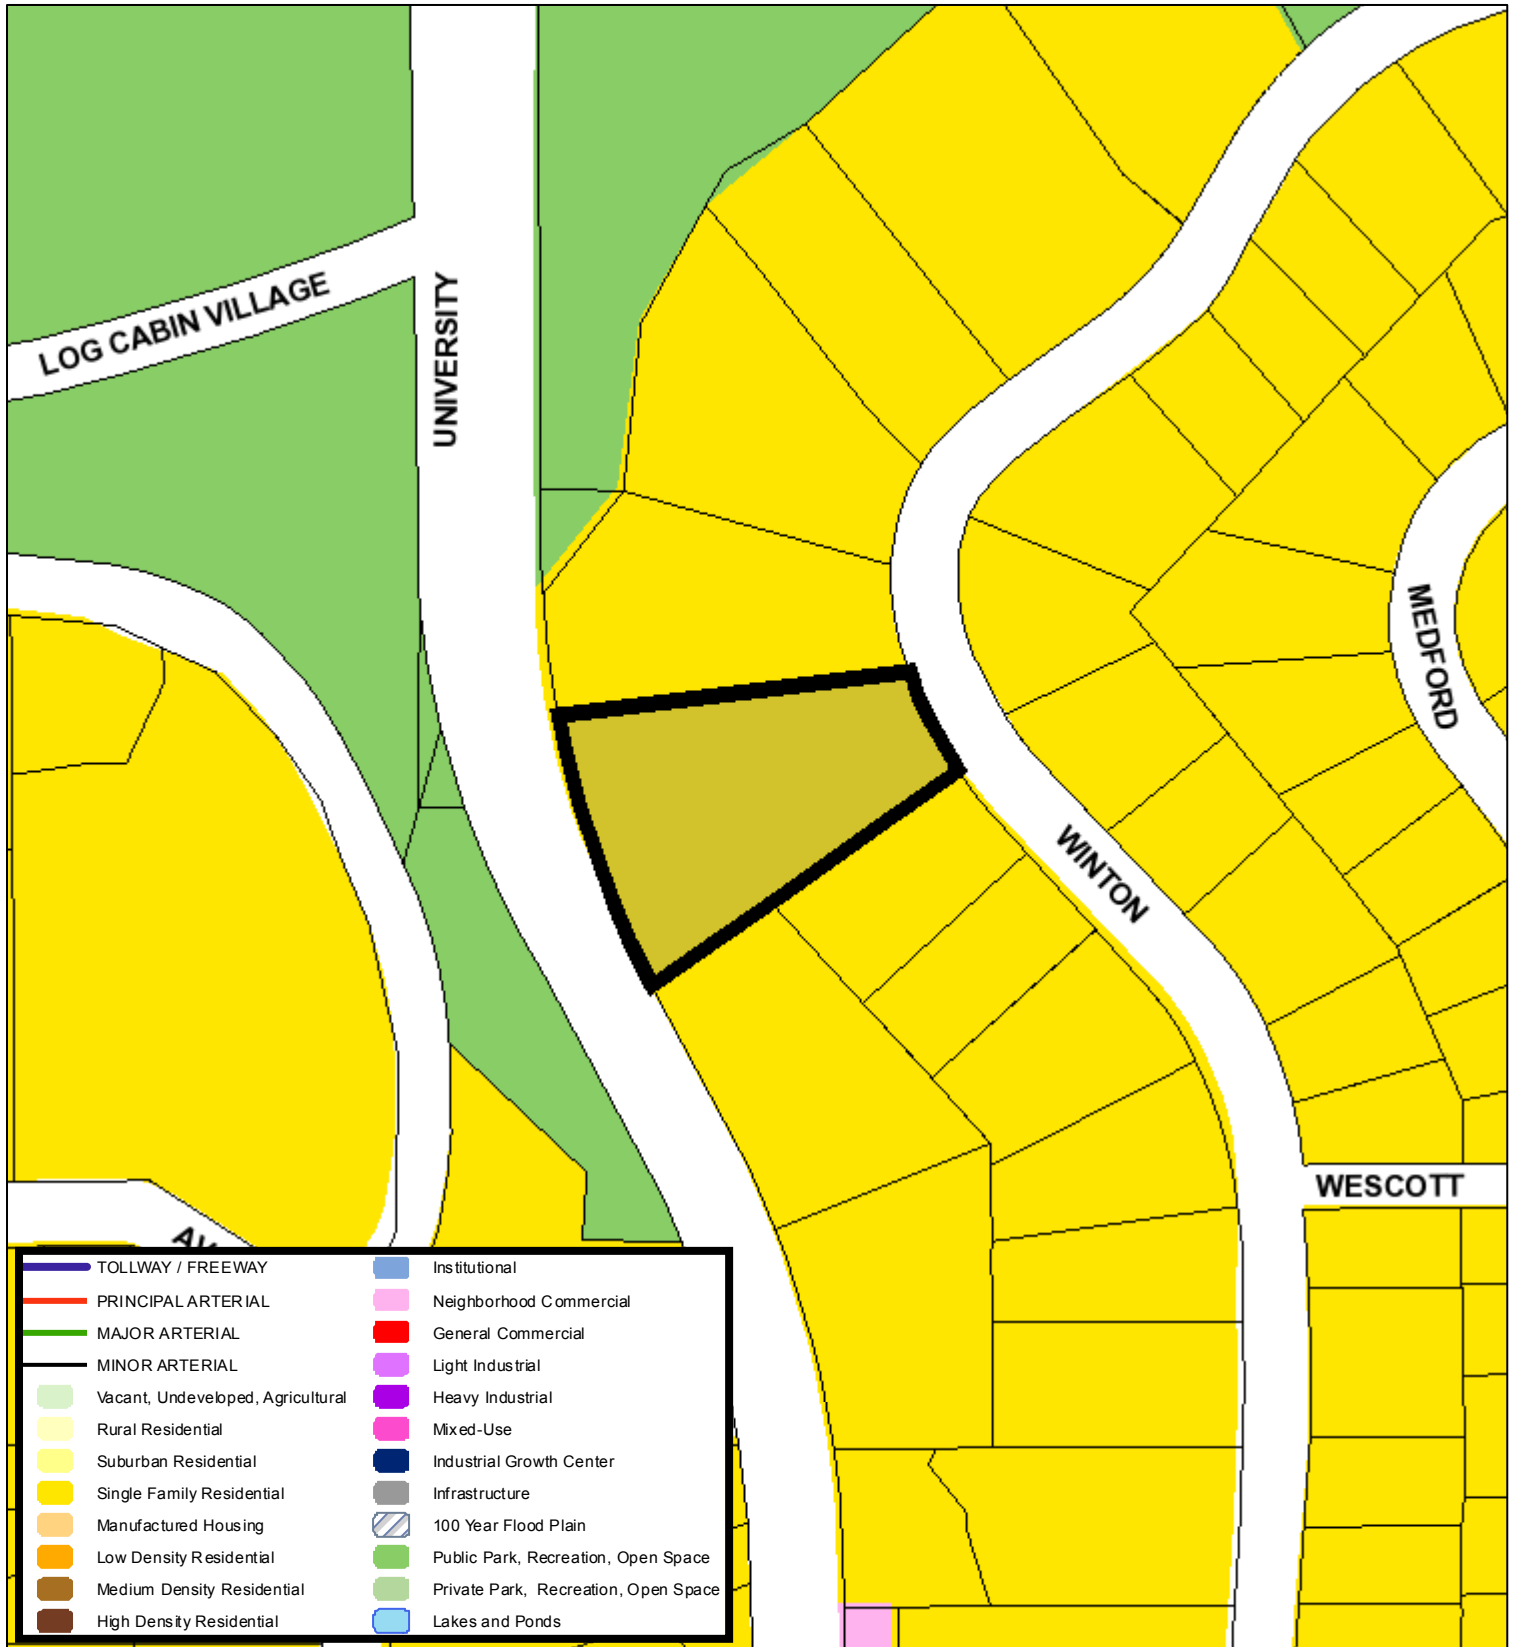 LOG CABIN VILLAGE
UNIVERSITY
MEDFORD
WINTON
WESCOTT
AV
TOLLWAY / FREEWAY
PRINCIPAL ARTERIAL
MAJOR ARTERIAL
MINOR ARTERIAL
Vacant, Undeveloped, Agricultural
Rural Residential
Suburban Residential
Single Family Residential
Manufactured Housing
Low Density Residential
Medium Density Residential
High Density Residential
Institutional
Neighborhood Commercial
General Commercial
Light Industrial
Heavy Industrial
Mixed-Use
Industrial Growth Center
Infrastructure
100 Year Flood Plain
Public Park, Recreation, Open Space
Private Park, Recreation, Open Space
Lakes and Ponds